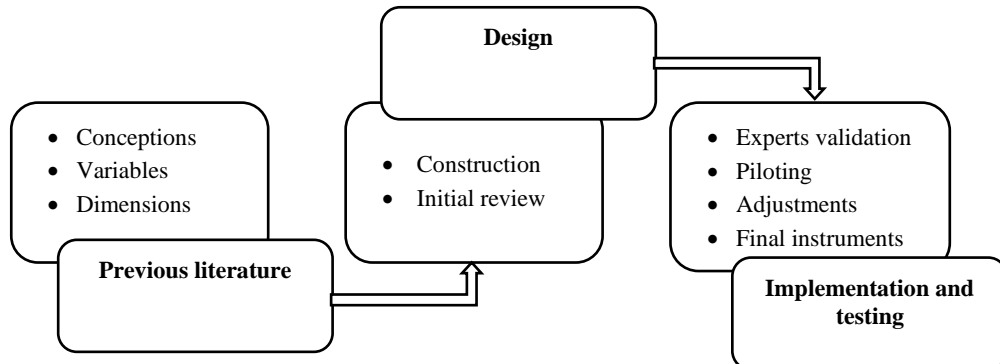 • Conceptions
• Variables
• Dimensions
Previous literature
Design
• Construction
• Initial review
• Experts validation
• Piloting
• Adjustments
• Final instruments
Implementation and
testing